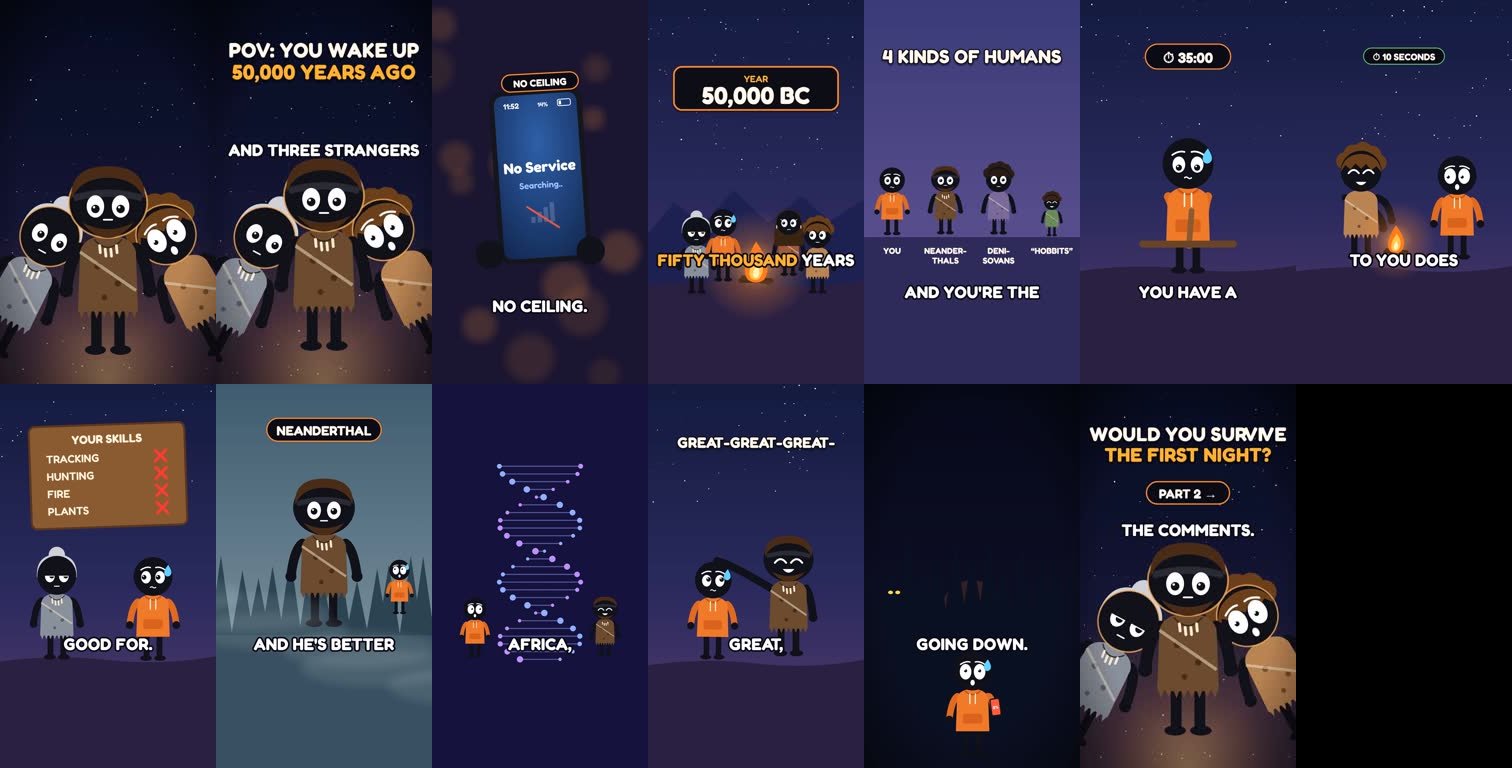 POV: YOU WAKE UP
50,000 YEARS AGO
AND THREE STRANGERS
NO CEILING
11:52
94%
No Service
Searching..
NO CEILING.
YEAR
50,000 BC
FIFTY THOUSAND YEARS
4 KINDS OF HUMANS
YOU
NEANDER-
THALS
DENI-
SOVANS
"HOBBITS"
AND YOU'RE THE
⏱ 35:00
YOU HAVE A
⏱ 10 SECONDS
TO YOU DOES
YOUR SKILLS
TRACKING ❌
HUNTING ❌
FIRE ❌
PLANTS ❌
GOOD FOR.
NEANDERTHAL
AND HE'S BETTER
AFRICA,
GREAT-GREAT-GREAT-
GREAT,
GOING DOWN.
WOULD YOU SURVIVE
THE FIRST NIGHT?
PART 2 →
THE COMMENTS.